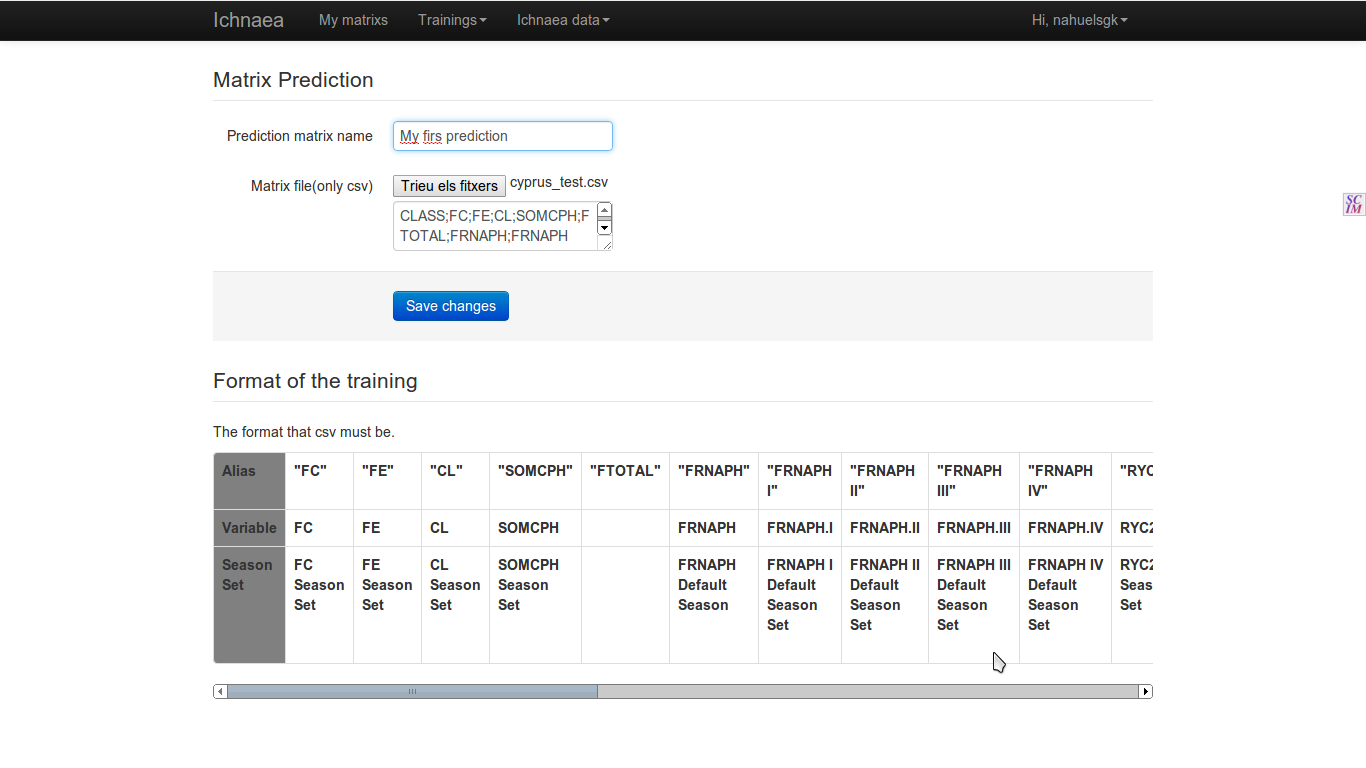 Ichnaea My matrixs Trainings Ichnaea data Hi, nahuelsgk
Matrix Prediction
Prediction matrix name My firs prediction
Matrix file(only csv) Trieu els fitxers cyprus_test.csv
CLASS;FC;FE;CL;SOMCPH;F
TOTAL;FRNAPH;FRNAPH
SC
IM
Save changes
Format of the training
The format that csv must be.
Alias "FC" "FE" "CL" "SOMCPH" "FTOTAL" "FRNAPH" "FRNAPH I" "FRNAPH II" "FRNAPH III" "FRNAPH IV" "RYC
Variable FC FE CL SOMCPH FRNAPH FRNAPH.I FRNAPH.II FRNAPH.III FRNAPH.IV RYC2
Season Set FC Season Set FE Season Set CL Season Set SOMCPH Season Set FRNAPH Default Season FRNAPH I Default Season Set FRNAPH II Default Season Set FRNAPH III Default Season Set FRNAPH IV Default Season Set RYC2 Seas Set